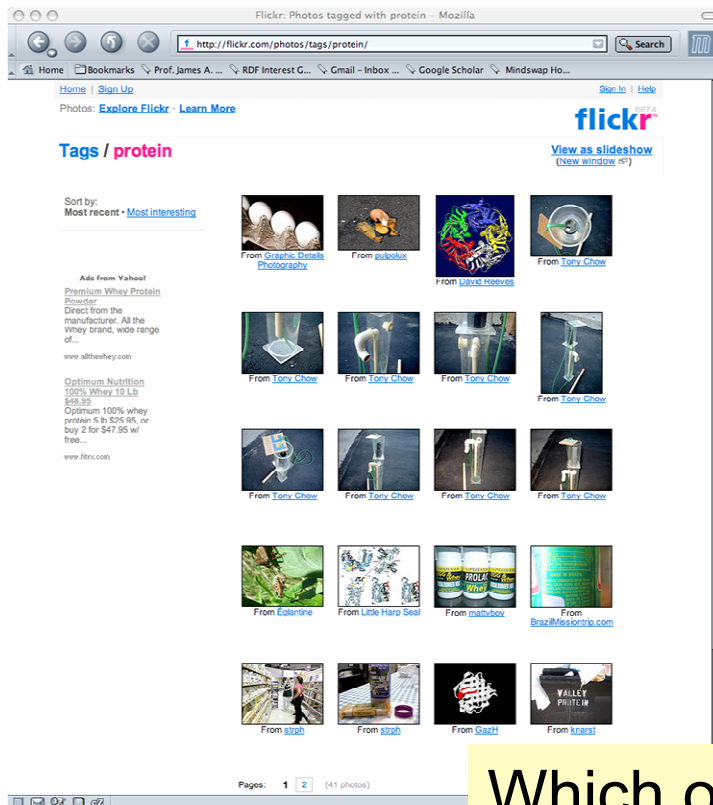 Flickr: Photos tagged with protein – Mozilla
http://flickr.com/photos/tags/protein/
Search
Home Bookmarks Prof. James A. ... RDF Interest G... Gmail – Inbox ... Google Scholar Mindswap Ho...
Home | Sign Up
Sign In | Help
Photos: Explore Flickr • Learn More
BETA
flickr™
Tags / protein
View as slideshow
(New window)
Sort by:
Most recent • Most interesting
Ads from Yahoo!
Premium Whey Protein
Powder
Direct from the
manufacturer. All the
Whey brand, wide range
of...
www.allthewhey.com
Optimum Nutrition
100% Whey 10 Lb
$48.95
Optimum 100% whey
protein 5 lb $25.95, or
buy 2 for $47.95 w/
free...
www.fitrx.com
From Graphic Details
Photography
From pulpolux
From David Reeves
From Tony Chow
From Tony Chow
From Tony Chow
From Tony Chow
From Tony Chow
From Tony Chow
From Tony Chow
From Tony Chow
From Tony Chow
PROLAC
Whey
From Eglantine
From Little Harp Seal
From mattyboy
From
BrazilMissiontrip.com
VALLEY
PROTEIN
From strph
From strph
From GazH
From knarst
Pages: 1 2 (41 photos)
Which o